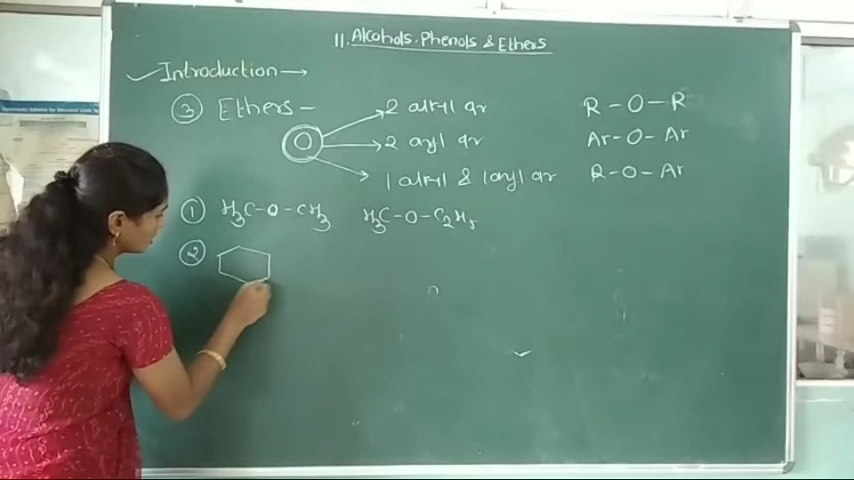 11. Alcohols, Phenols & Ethers
Introduction →
③ Ethers -
O
2 alkyl gr R - O - R
2 aryl gr Ar - O - Ar
1 alkyl & 1 aryl gr R - O - Ar
① H3C - O - CH3 H3C - O - C2H5
②